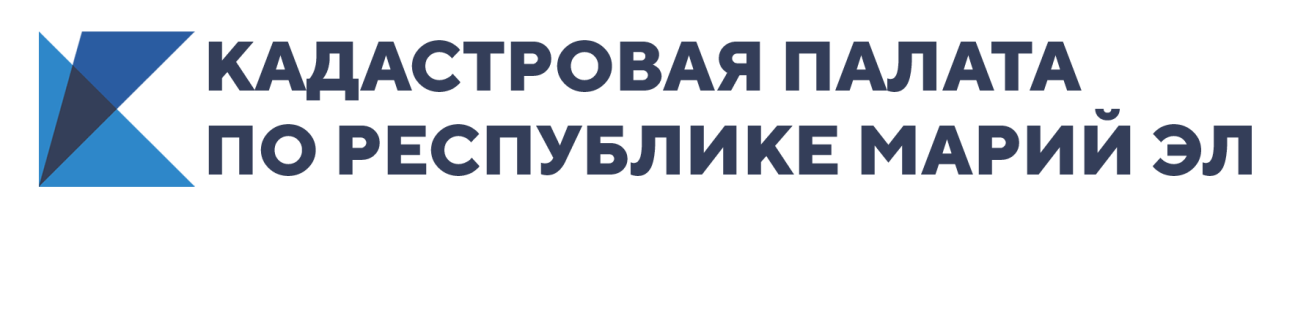 КАДАСТРОВАЯ ПАЛАТА
ПО РЕСПУБЛИКЕ МАРИЙ ЭЛ